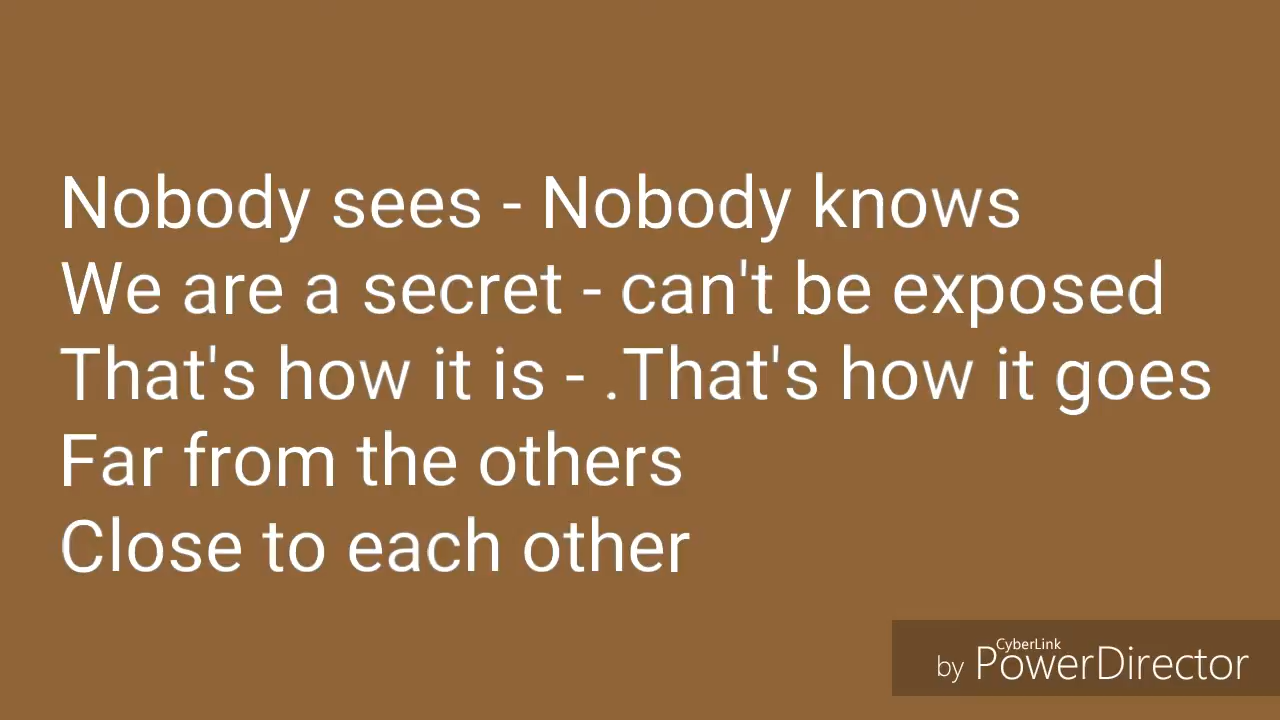 Nobody sees - Nobody knows
We are a secret - can't be exposed
That's how it is - .That's how it goes
Far from the others
Close to each other
CyberLink
by PowerDirector